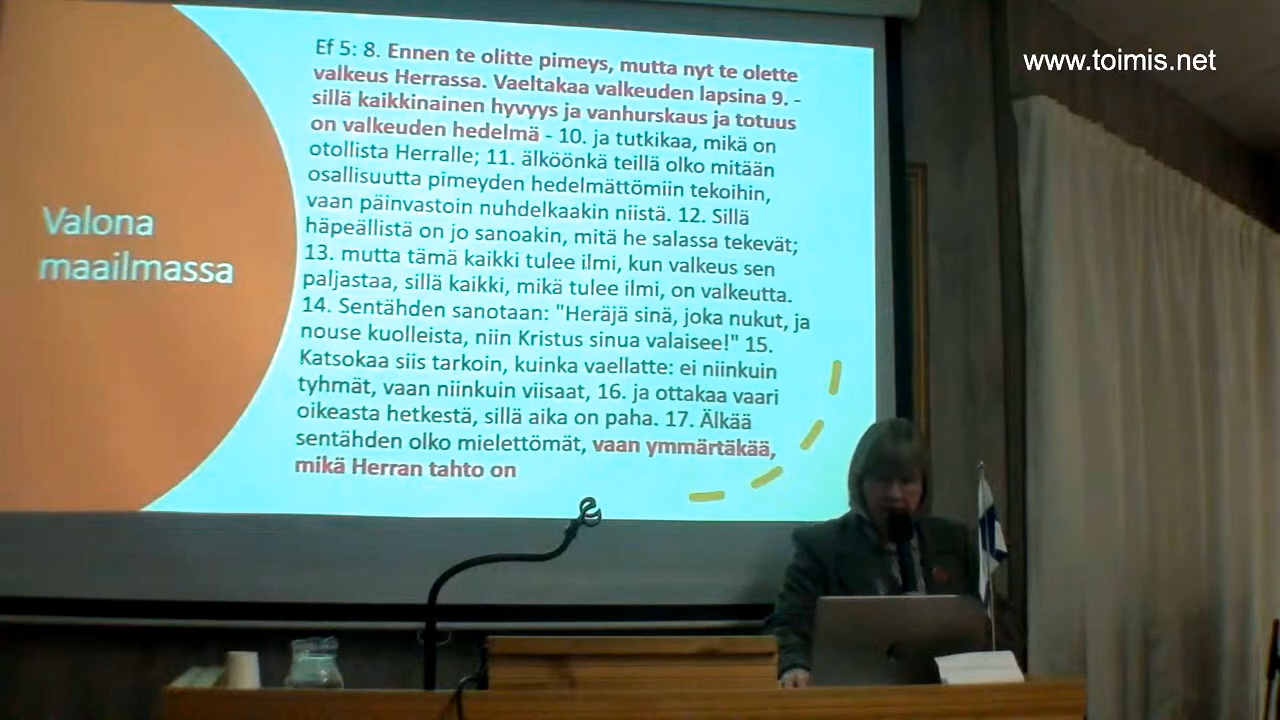 www.toimis.net
Valona
maailmassa
Ef 5: 8. Ennen te olitte pimeys, mutta nyt te olette
valkeus Herrassa. Vaeltakaa valkeuden lapsina 9. -
sillä kaikkinainen hyvyys ja vanhurskaus ja totuus
on valkeuden hedelmä - 10. ja tutkikaa, mikä on
otollista Herralle; 11. älköönkä teillä olko mitään
osallisuutta pimeyden hedelmättömiin tekoihin,
vaan päinvastoin nuhdelkaakin niistä. 12. Sillä
häpeällistä on jo sanoakin, mitä he salassa tekevät;
13. mutta tämä kaikki tulee ilmi, kun valkeus sen
paljastaa, sillä kaikki, mikä tulee ilmi, on valkeutta.
14. Sentähden sanotaan: "Heräjä sinä, joka nukut, ja
nouse kuolleista, niin Kristus sinua valaisee!" 15.
Katsokaa siis tarkoin, kuinka vaellatte: ei niinkuin
tyhmät, vaan niinkuin viisaat, 16. ja ottakaa vaari
oikeasta hetkestä, sillä aika on paha. 17. Älkää
sentähden olko mielettömät, vaan ymmärtäkää,
mikä Herran tahto on